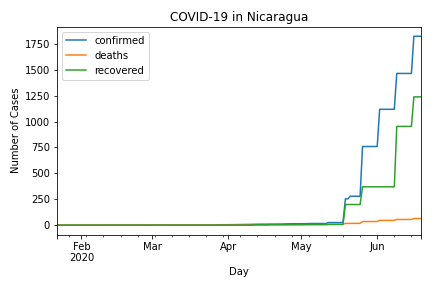 COVID-19 in Nicaragua
confirmed
deaths
recovered
Number of Cases
1750
1500
1250
1000
750
500
250
0
Feb
2020
Mar
Apr
May
Jun
Day